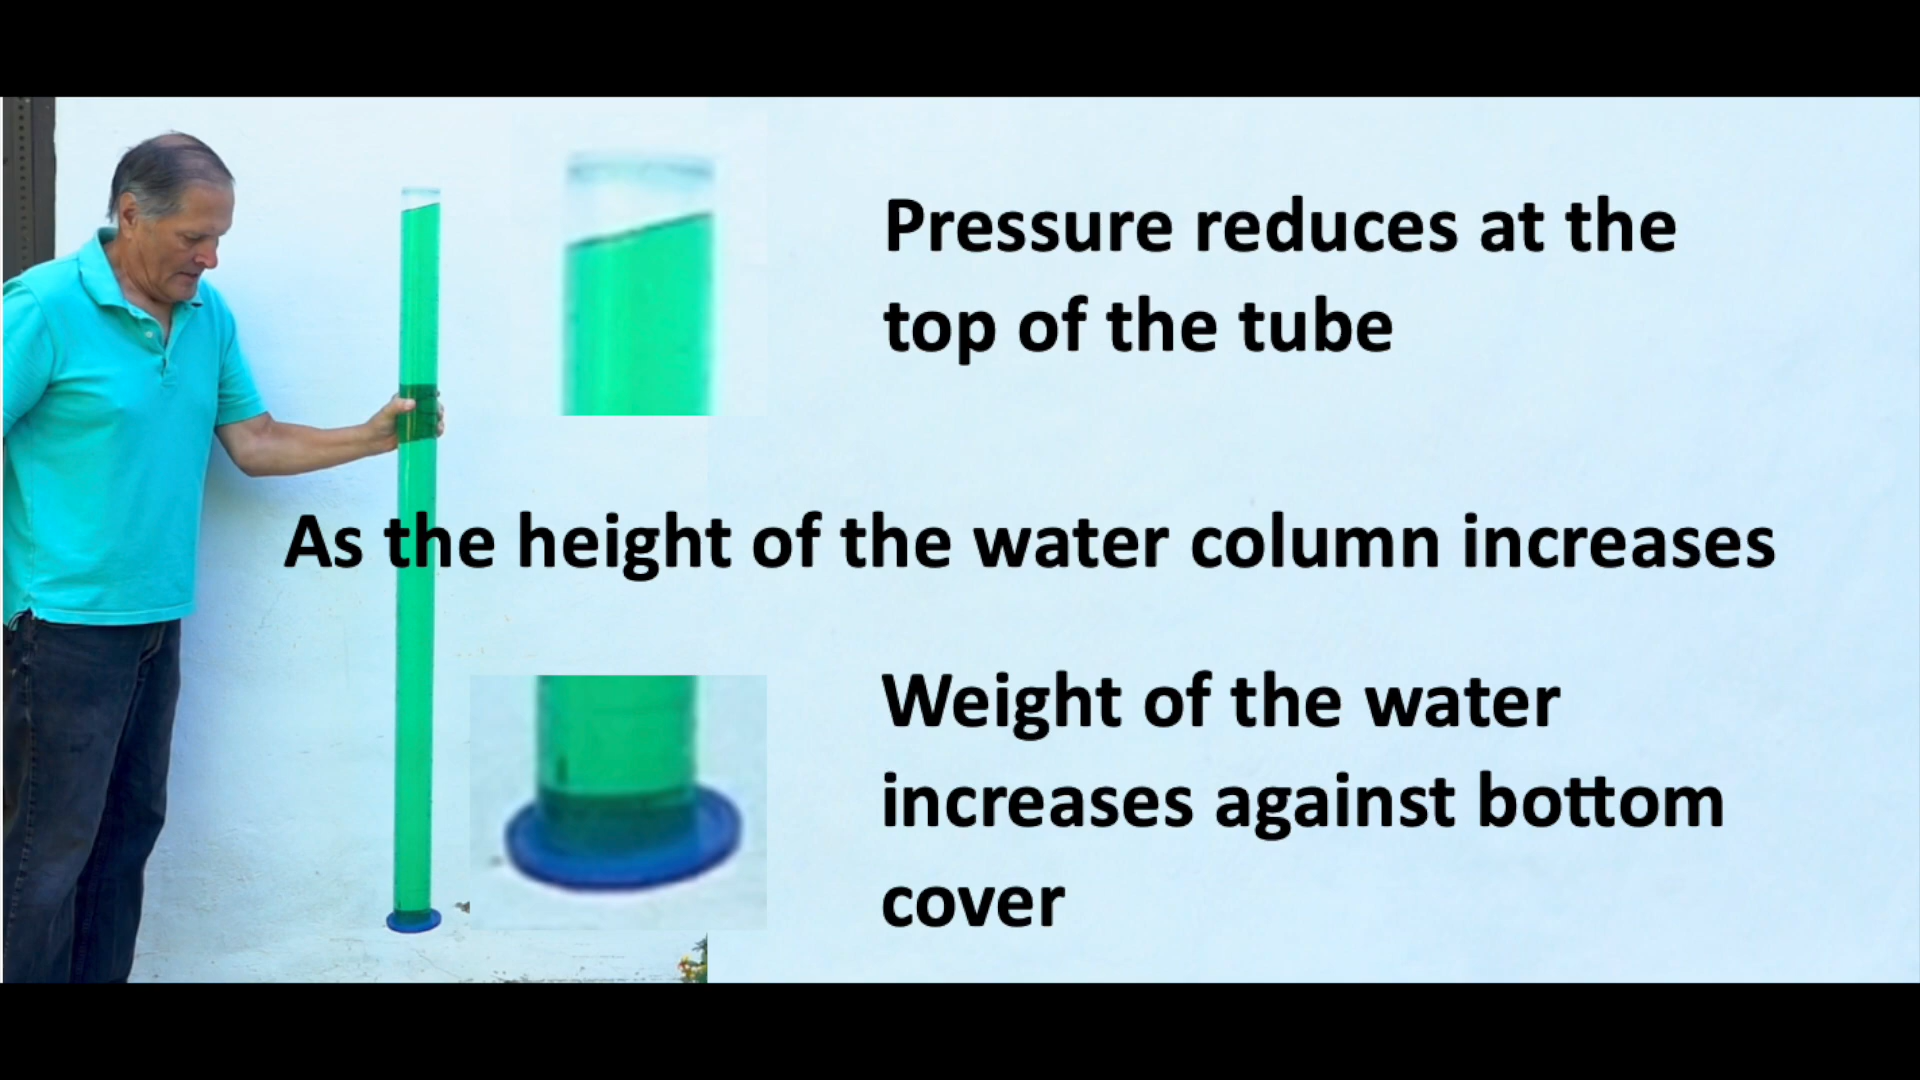 Pressure reduces at the
top of the tube
As the height of the water column increases
Weight of the water
increases against bottom
cover